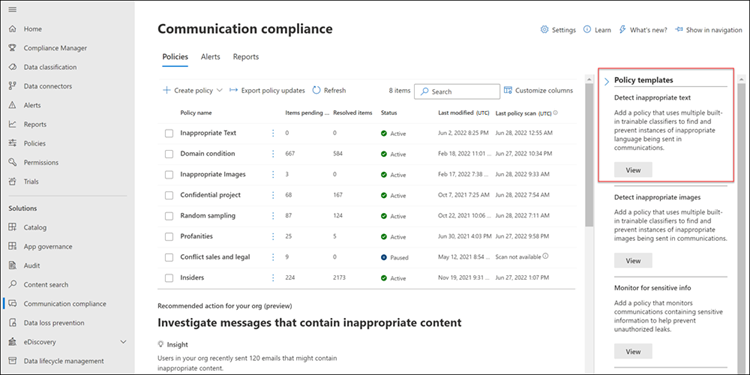 Communication compliance
Settings
Learn
What's new?
Show in navigation
Home
Compliance Manager
Data classification
Data connectors
Alerts
Reports
Policies
Permissions
Trials
Solutions
Catalog
App governance
Audit
Content search
Communication compliance
Data loss prevention
eDiscovery
Data lifecycle management
Policies Alerts Reports
Create policy Export policy updates Refresh 8 items Search Customize columns
Policy name Items pending ... Resolved items Status Last modified (UTC) Last policy scan (UTC)
Inappropriate Text 0 0 Active Jun 2, 2022 8:25 PM Jun 28, 2022 12:55 AM
Domain condition 667 584 Active Feb 18, 2022 11:01 ... Jun 27, 2022 10:34 PM
Inappropriate Images 3 0 Active Feb 17, 2022 7:38 ... Jun 28, 2022 9:33 AM
Confidential project 68 167 Active Oct 7, 2021 7:25 AM Jun 28, 2022 7:54 AM
Random sampling 87 124 Active Oct 22, 2021 10:06 ... Jun 28, 2022 7:11 AM
Profanities 25 5 Active Jun 30, 2021 4:03 PM Jun 27, 2022 9:58 PM
Conflict sales and legal 9 0 Paused May 12, 2021 8:54 ... Scan not available
Insiders 224 2173 Active Nov 19, 2021 9:31 ... Jun 27, 2022 1:07 PM
Recommended action for your org (preview)
Investigate messages that contain inappropriate content
Insight
Users in your org recently sent 120 emails that might contain
inappropriate content.
Policy templates
Detect inappropriate text
Add a policy that uses multiple built-
in trainable classifiers to find and
prevent instances of inappropriate
language being sent in
communications.
View
Detect inappropriate images
Add a policy that uses multiple built-
in trainable classifiers to find and
prevent instances of inappropriate
images being sent in communications.
View
Monitor for sensitive info
Add a policy that monitors
communications containing sensitive
information to help prevent
unauthorized leaks.
View